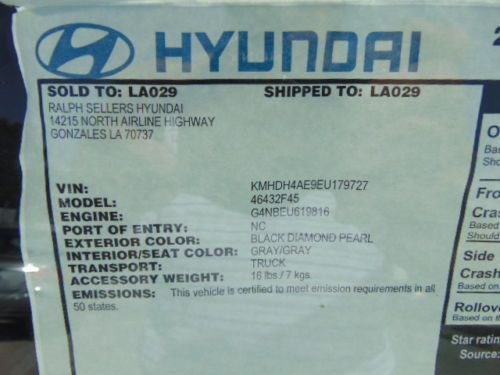 HYUNDAI
SOLD TO: LA029 SHIPPED TO: LA029
RALPH SELLERS HYUNDAI
14215 NORTH AIRLINE HIGHWAY
GONZALES LA 70737
VIN: KMHDH4AE9EU179727
MODEL: 46432F45
ENGINE: G4NBEU619816
PORT OF ENTRY: NC
EXTERIOR COLOR: BLACK DIAMOND PEARL
INTERIOR/SEAT COLOR: GRAY/GRAY
TRANSPORT: TRUCK
ACCESSORY WEIGHT: 16 lbs / 7 kgs.
EMISSIONS: This vehicle is certified to meet emission requirements in all
50 states.
Should
Fro
Crash
Based
Should
Side
Crash
Based
Rollove
Based on th
Star ratin
Source: